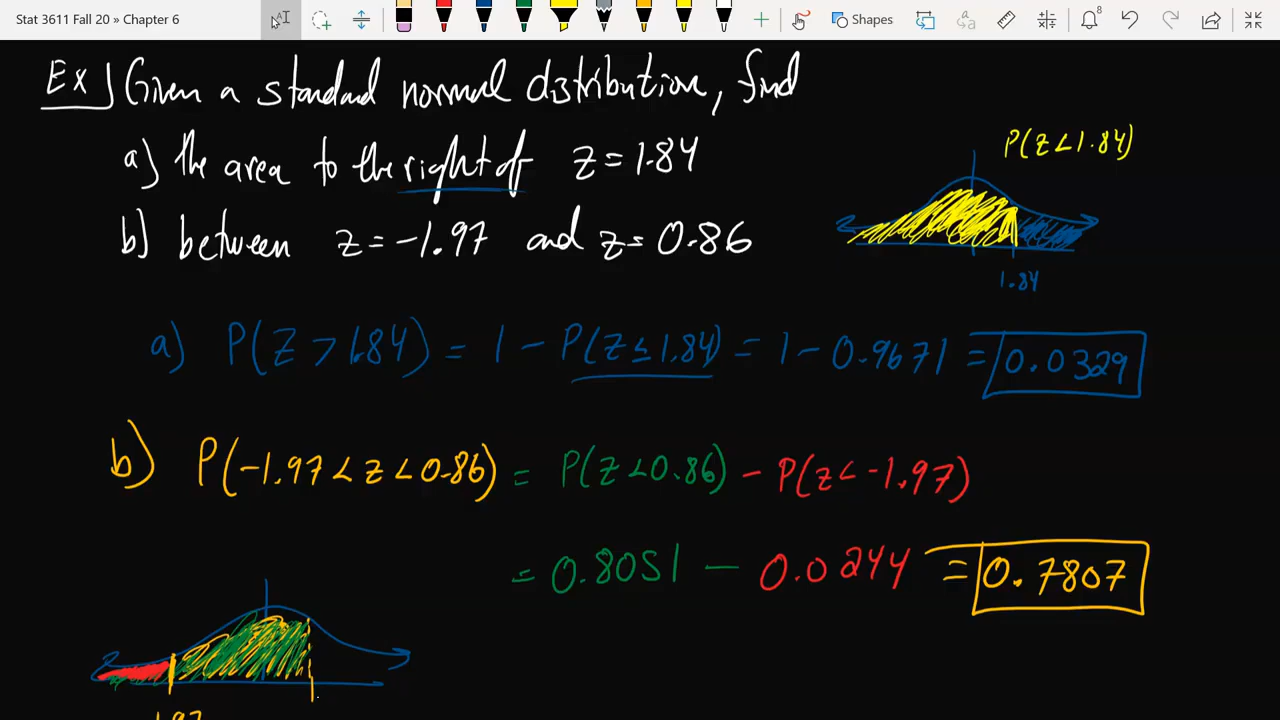 Stat 3611 Fall 20 » Chapter 6
Shapes
8
Ex] Given a standard normal distribution, find
a) the area to the right of z = 1.84
b) between z = -1.97 and z = 0.86
P(Z < 1.84)
1.84
a) P(Z > 1.84) = 1 - P(Z ≤ 1.84) = 1 - 0.9671 = 0.0329
b) P(-1.97 < Z < 0.86) = P(Z < 0.86) - P(Z < -1.97)
= 0.8051 - 0.0244 = 0.7807